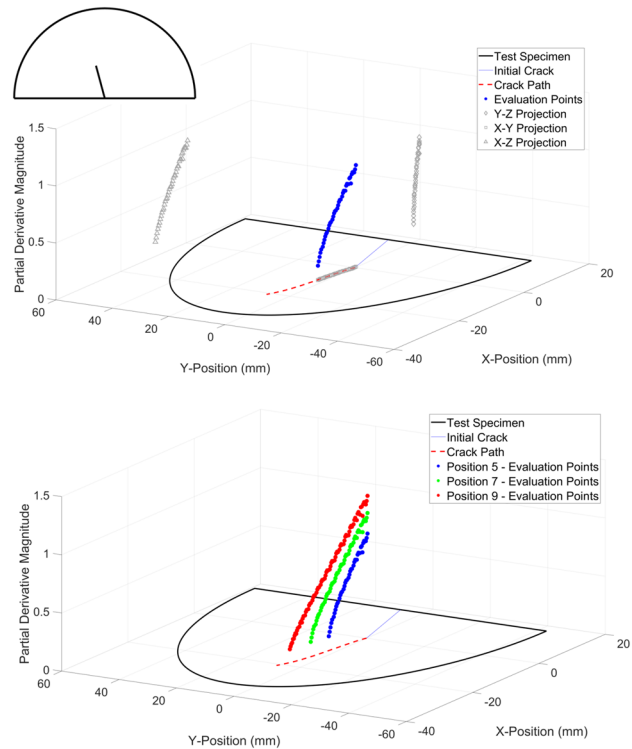 Test Specimen
Initial Crack
Crack Path
Evaluation Points
Y-Z Projection
X-Y Projection
X-Z Projection
Partial Derivative Magnitude
1.5
1
0.5
0
60
40
20
0
-20
-40
-60
Y-Position (mm)
-40
-20
0
20
X-Position (mm)
Test Specimen
Initial Crack
Crack Path
Position 5 - Evaluation Points
Position 7 - Evaluation Points
Position 9 - Evaluation Points
Partial Derivative Magnitude
1.5
1
0.5
0
60
40
20
0
-20
-40
-60
Y-Position (mm)
-40
-20
0
20
X-Position (mm)